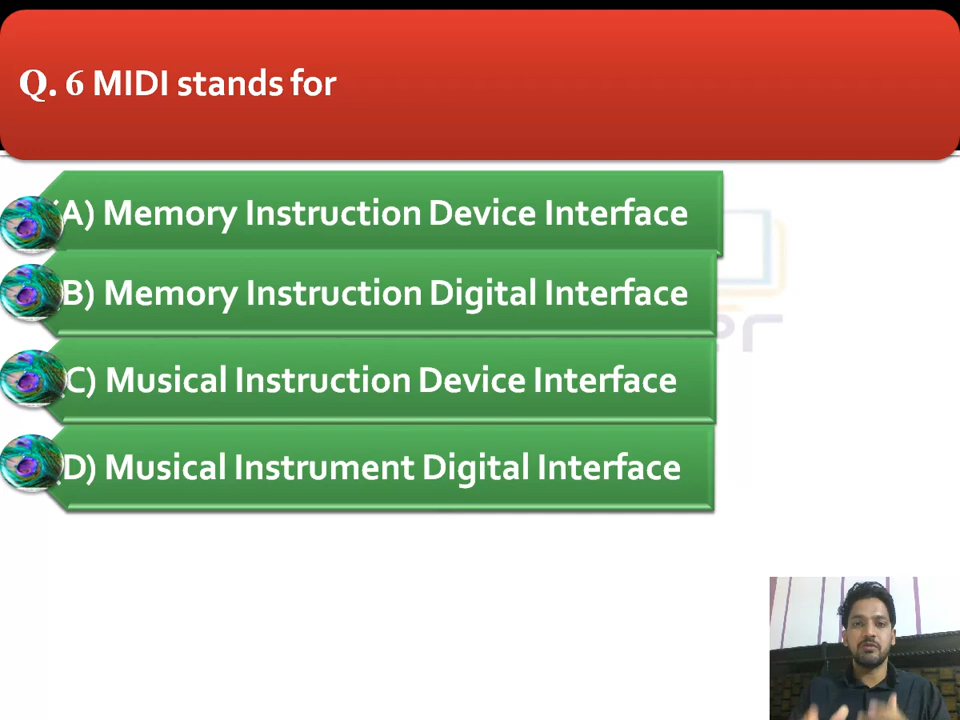 Q. 6 MIDI stands for
(A) Memory Instruction Device Interface
(B) Memory Instruction Digital Interface
(C) Musical Instruction Device Interface
(D) Musical Instrument Digital Interface